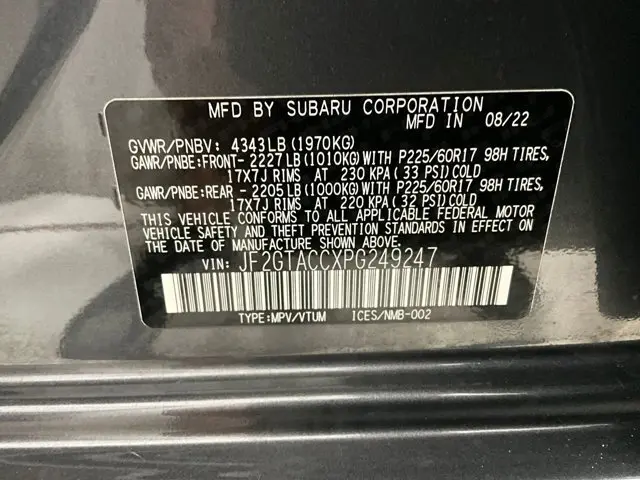 MFD BY SUBARU CORPORATION
MFD IN 08/22
GVWR/PNBV: 4343LB(1970KG)
GAWR/PNBE:FRONT- 2227LB(1010KG)WITH P225/60R17 98H TIRES,
17X7J RIMS AT 230 KPA(33 PSI)COLD
GAWR/PNBE:REAR - 2205LB(1000KG)WITH P225/60R17 98H TIRES,
17X7J RIMS AT 220 KPA(32 PSI)COLD
THIS VEHICLE CONFORMS TO ALL APPLICABLE FEDERAL MOTOR
VEHICLE SAFETY AND THEFT PREVENTION STANDARDS IN EFFECT ON
THE DATE OF MANUFACTURE SHOWN ABOVE.
VIN: JF2GTACCXPG249247
TYPE:MPV/VTUM ICES/NMB-002